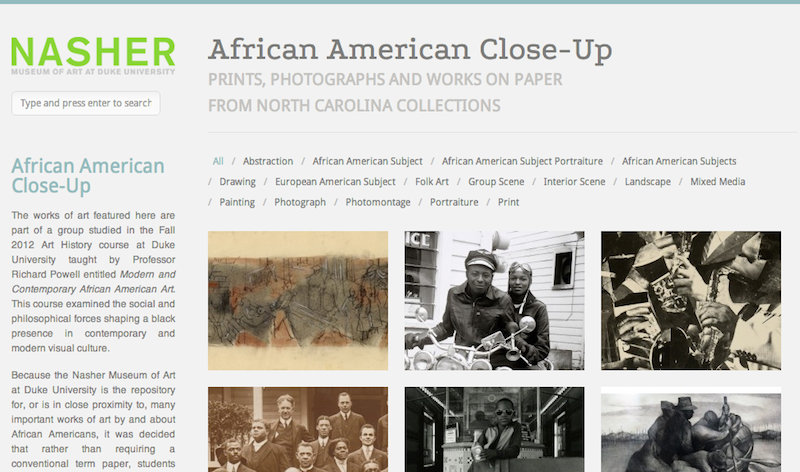 NASHER
MUSEUM OF ART AT DUKE UNIVERSITY
Type and press enter to search
African American
Close-Up
The works of art featured here are
part of a group studied in the Fall
2012 Art History course at Duke
University taught by Professor
Richard Powell entitled Modern and
Contemporary African American Art.
This course examined the social and
philosophical forces shaping a black
presence in contemporary and
modern visual culture.
Because the Nasher Museum of Art
at Duke University is the repository
for, or is in close proximity to, many
important works of art by and about
African Americans, it was decided
that rather than requiring a
conventional term paper, students
African American Close-Up
PRINTS, PHOTOGRAPHS AND WORKS ON PAPER
FROM NORTH CAROLINA COLLECTIONS
All / Abstraction / African American Subject / African American Subject Portraiture / African American Subjects
/ Drawing / European American Subject / Folk Art / Group Scene / Interior Scene / Landscape / Mixed Media
/ Painting / Photograph / Photomontage / Portraiture / Print
ICE